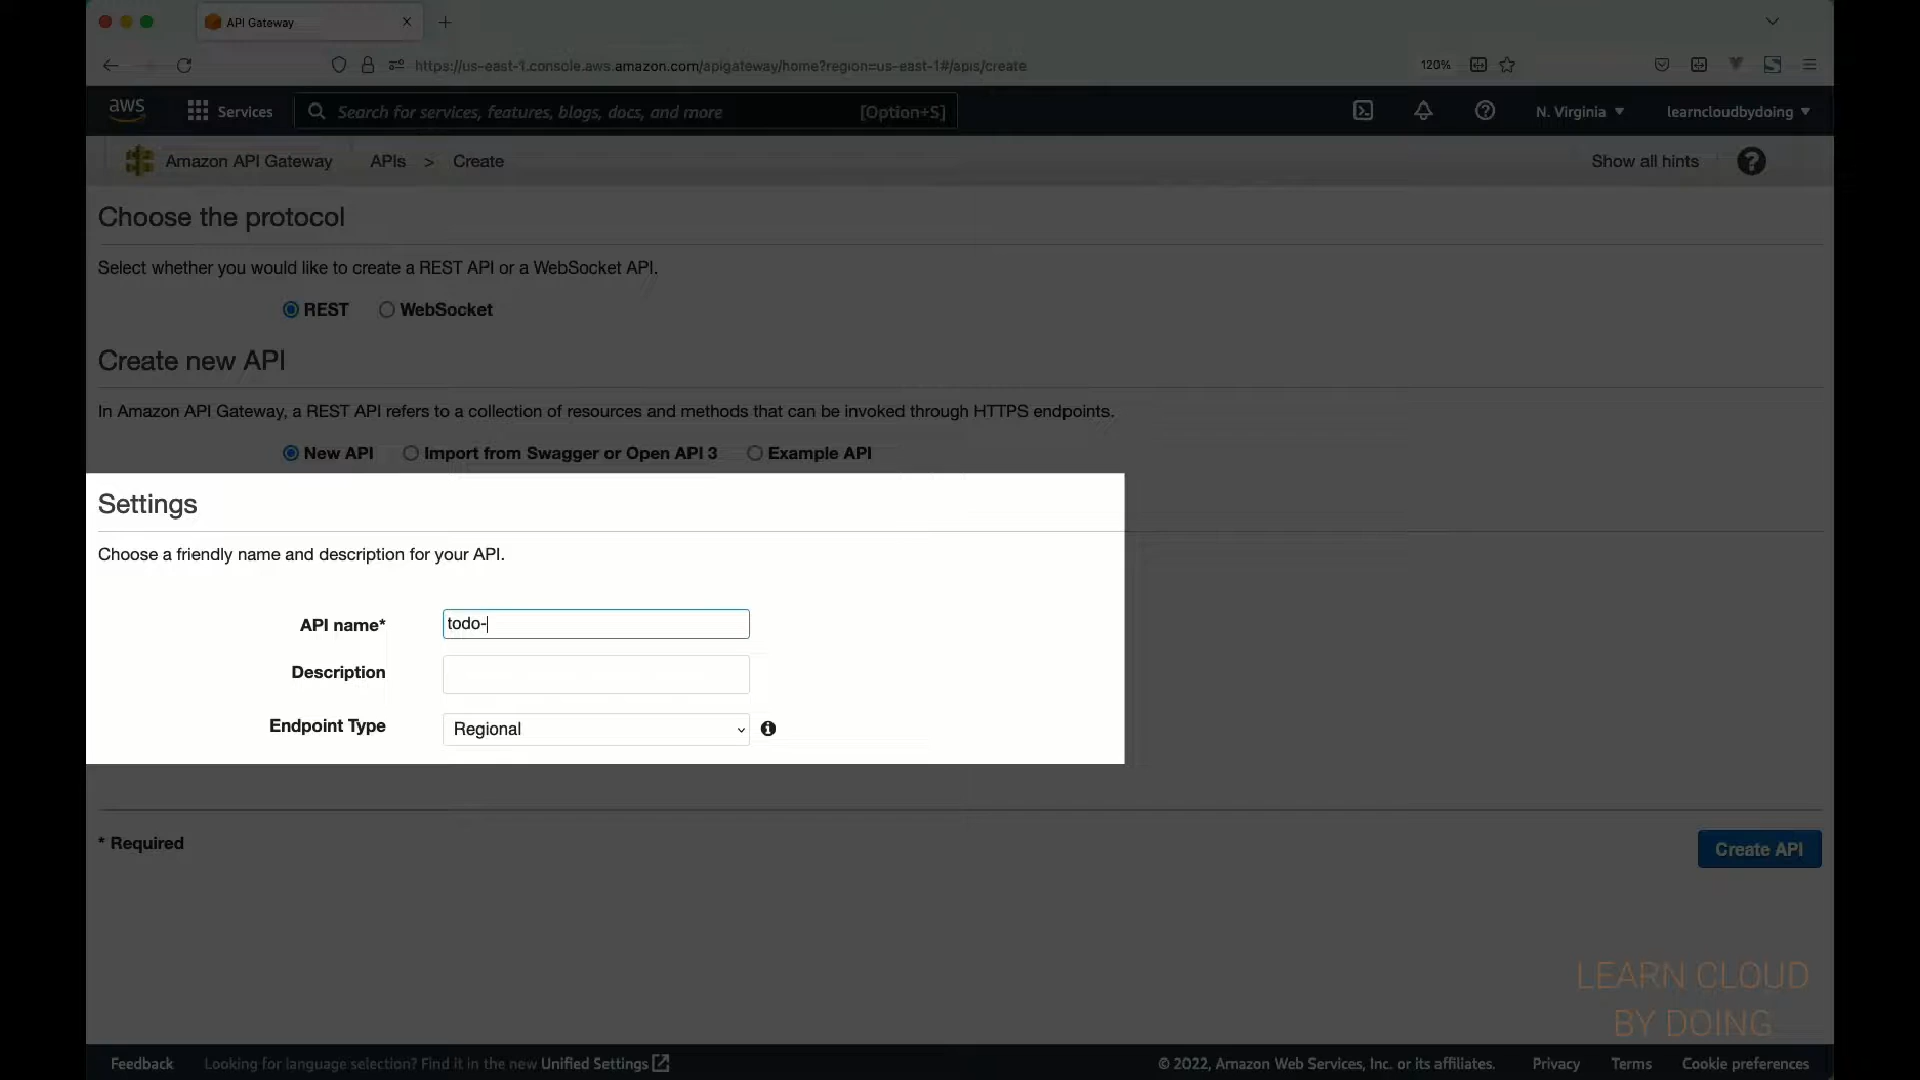 API Gateway
https://us-east-1.console.aws.amazon.com/apigateway/home?region=us-east-1#/apis/create
120%
aws
Services
Search for services, features, blogs, docs, and more
[Option+S]
N. Virginia
learncloudbydoing
Amazon API Gateway
APIs > Create
Show all hints
Choose the protocol
Select whether you would like to create a REST API or a WebSocket API.
REST
WebSocket
Create new API
In Amazon API Gateway, a REST API refers to a collection of resources and methods that can be invoked through HTTPS endpoints.
New API
Import from Swagger or Open API 3
Example API
Settings
Choose a friendly name and description for your API.
API name*
todo-
Description
Endpoint Type
Regional
* Required
Create API
LEARN CLOUD
BY DOING
Feedback
Looking for language selection? Find it in the new Unified Settings
© 2022, Amazon Web Services, Inc. or its affiliates.
Privacy
Terms
Cookie preferences